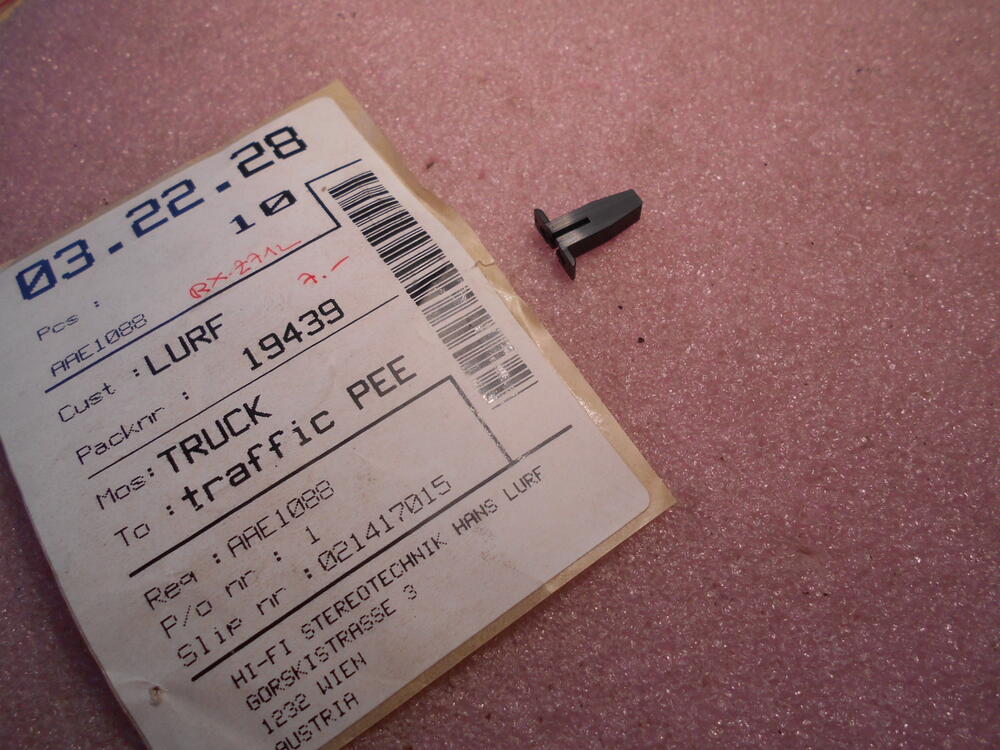 03.22.28
Pcs : 10
AAE1088 RX-Z7AL
7.-
Cust : LURF
Packnr : 19439
Mos: TRUCK
To : traffic PEE
Req : AAE1088
P/o nr : 1
Slip nr : 021417015
HI-FI STEREOTECHNIK HANS LURF
GORSKISTRASSE 3
1232 WIEN
AUSTRIA